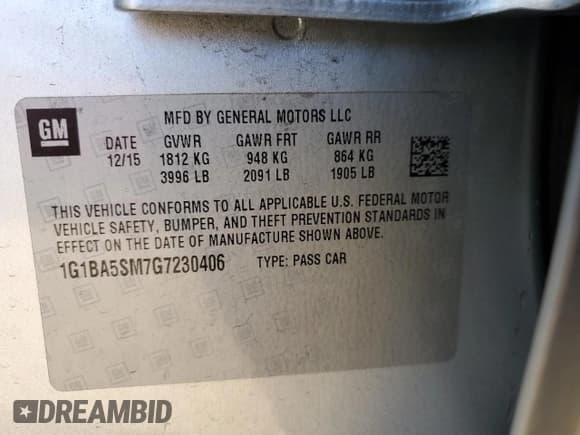 GM
MFD BY GENERAL MOTORS LLC
DATE GVWR GAWR FRT GAWR RR
12/15 1812 KG 948 KG 864 KG
3996 LB 2091 LB 1905 LB
THIS VEHICLE CONFORMS TO ALL APPLICABLE U.S. FEDERAL MOTOR
VEHICLE SAFETY, BUMPER, AND THEFT PREVENTION STANDARDS IN
EFFECT ON THE DATE OF MANUFACTURE SHOWN ABOVE.
1G1BA5SM7G7230406 TYPE: PASS CAR
DREAMBID